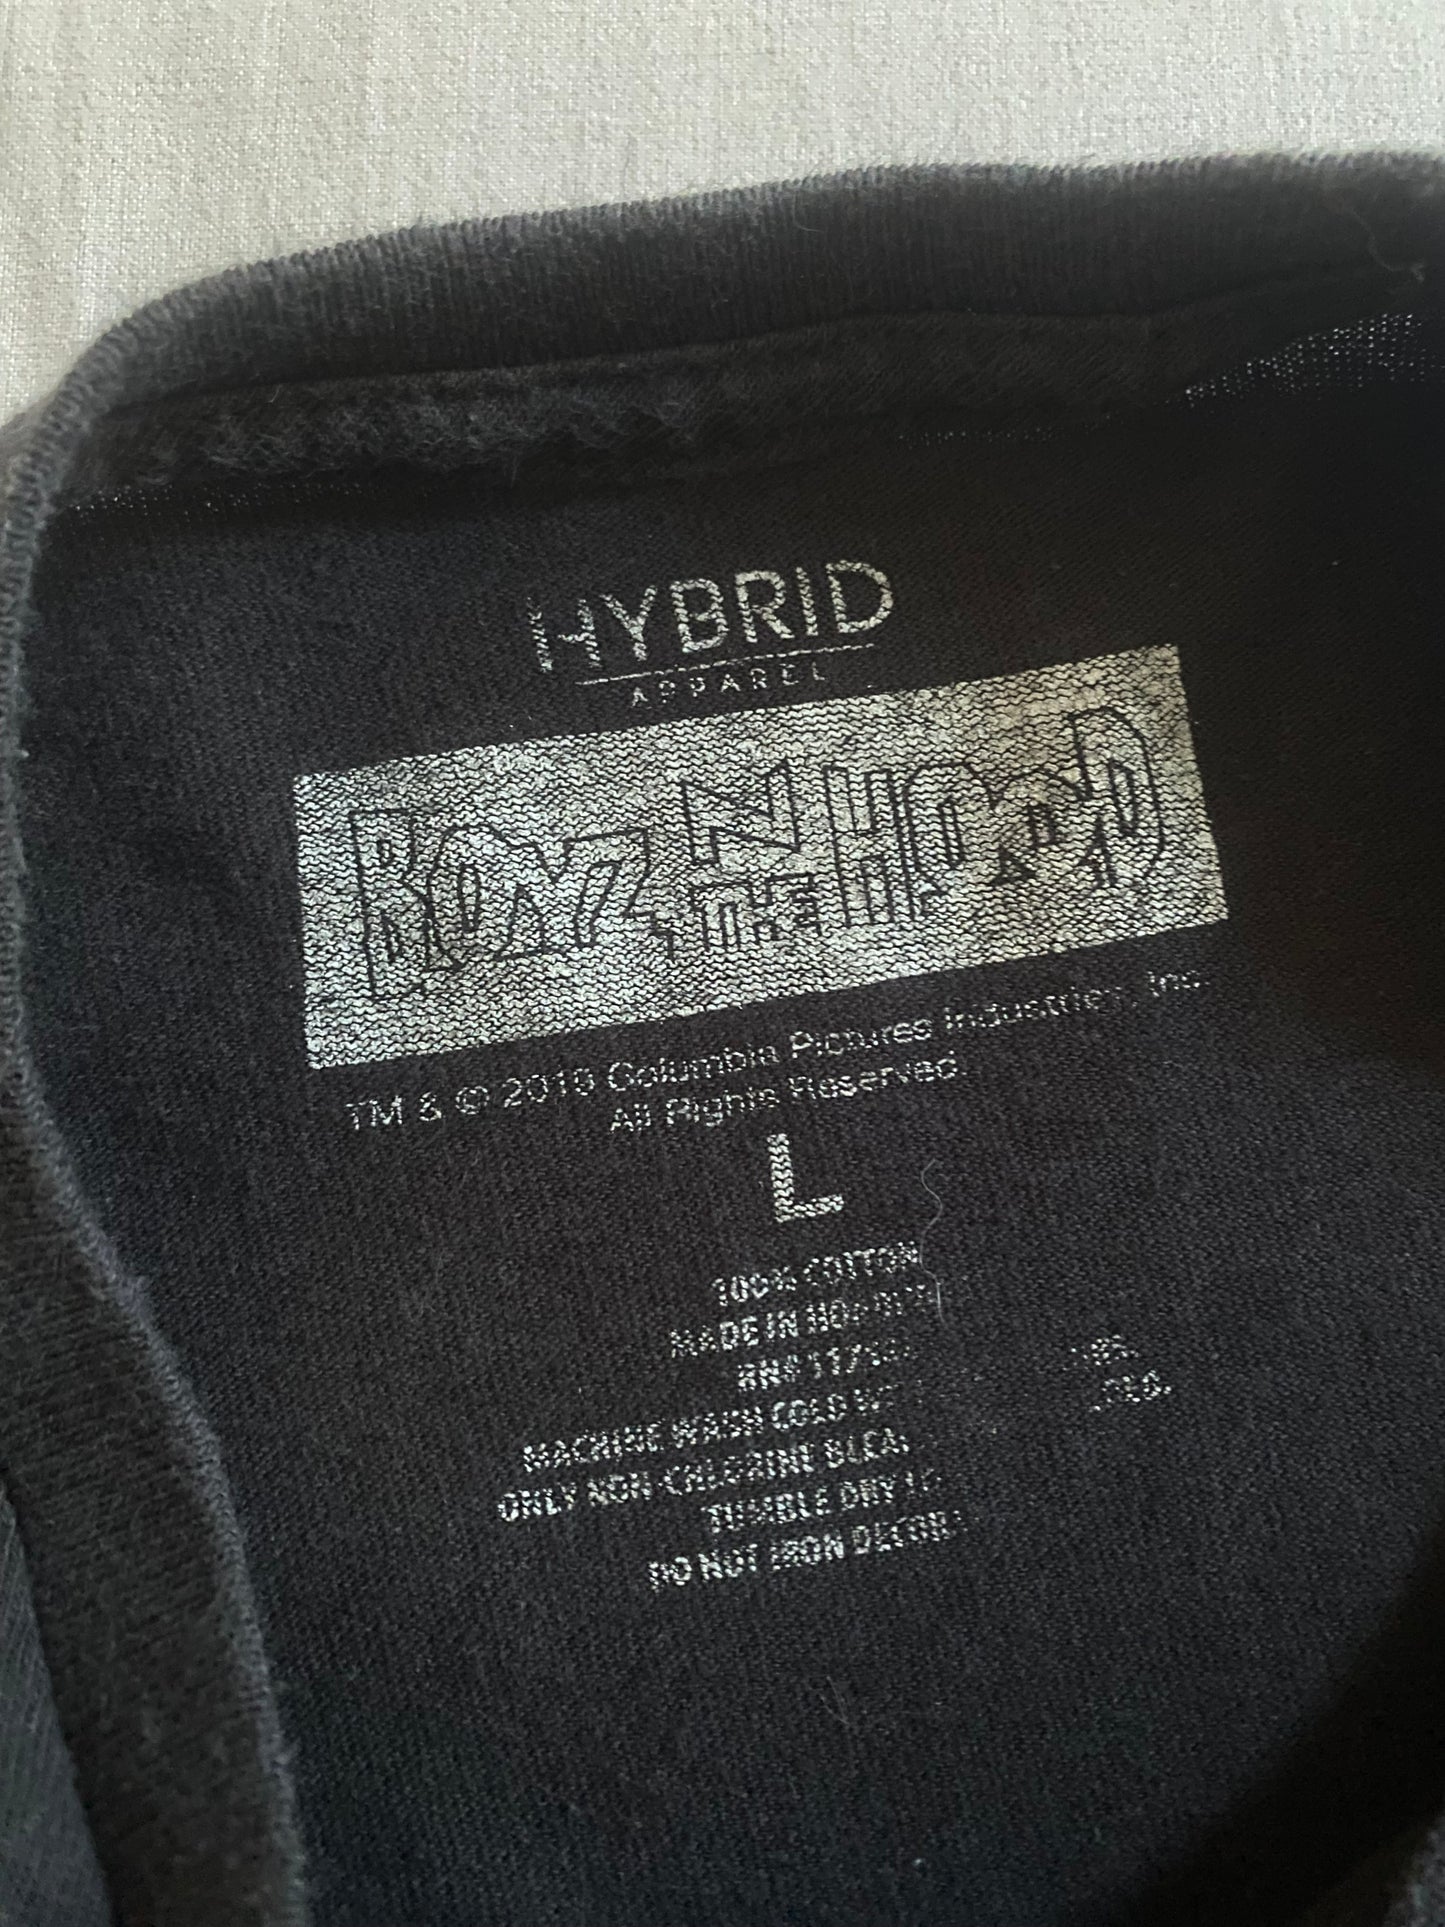 HYBRID
APPAREL
BOYZ N THE HOOD
TM & © Columbia Pictures Industries, Inc.
All Rights Reserved
L
100% COTTON
MADE IN
RN#
MACHINE WASH COLD
ONLY NON-CHLORINE
TUMBLE DRY
DO NOT IRON